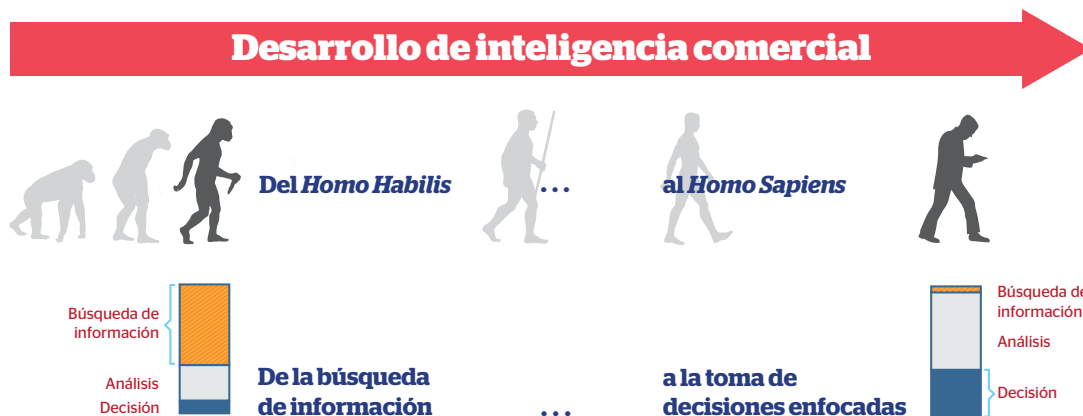 Desarrollo de inteligencia comercial
Del Homo Habilis
...
al Homo Sapiens
Búsqueda de
información
Análisis
Decisión
De la búsqueda
de información
...
a la toma de
decisiones enfocadas
Búsqueda de
información
Análisis
Decisión